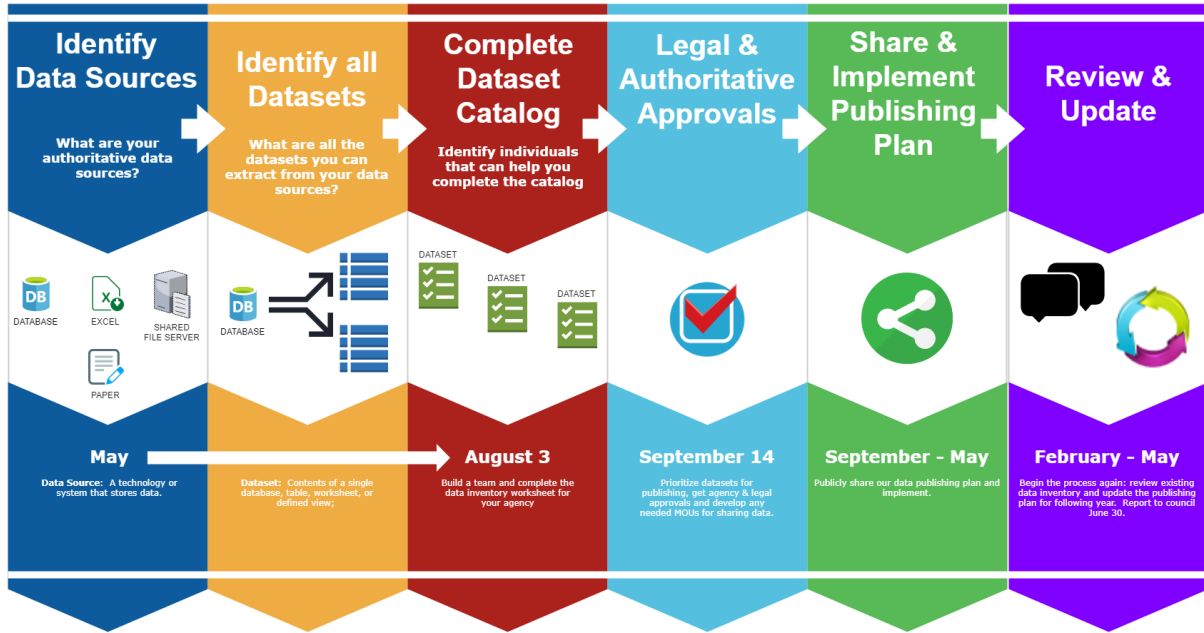 Identify
Data Sources
What are your
authoritative data
sources?
DB
DATABASE
EXCEL
SHARED
FILE SERVER
PAPER
May
Data Source: A technology or
system that stores data.
Identify all
Datasets
What are all the
datasets you can
extract from your data
sources?
DB
DATABASE
Dataset: Contents of a single
database, table, worksheet, or
defined view;
Complete
Dataset
Catalog
Identify individuals
that can help you
complete the catalog
DATASET
DATASET
DATASET
August 3
Build a team and complete the
data inventory worksheet for
your agency
Legal &
Authoritative
Approvals
September 14
Prioritize datasets for
publishing, get agency & legal
approvals and develop any
needed MOUs for sharing data.
Share &
Implement
Publishing
Plan
September - May
Publicly share our data publishing plan and
implement.
Review &
Update
February - May
Begin the process again: review existing
data inventory and update the publishing
plan for following year. Report to council
June 30.